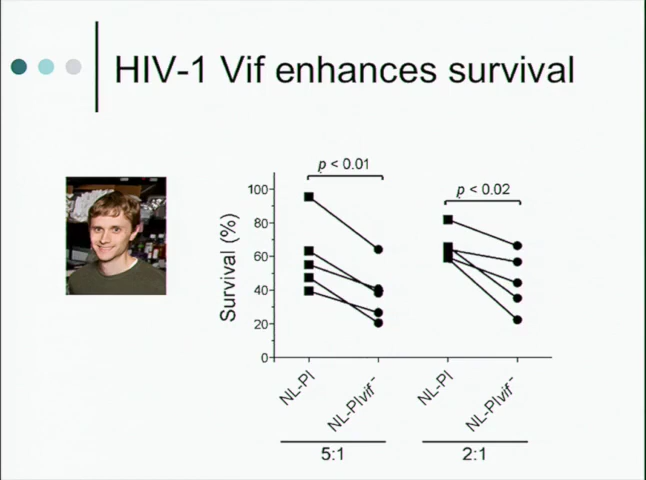 HIV-1 Vif enhances survival
p < 0.01
p < 0.02
Survival (%)
100
80
60
40
20
0
NL-PI
NL-PIvif⁻
NL-PI
NL-PIvif⁻
5:1
2:1